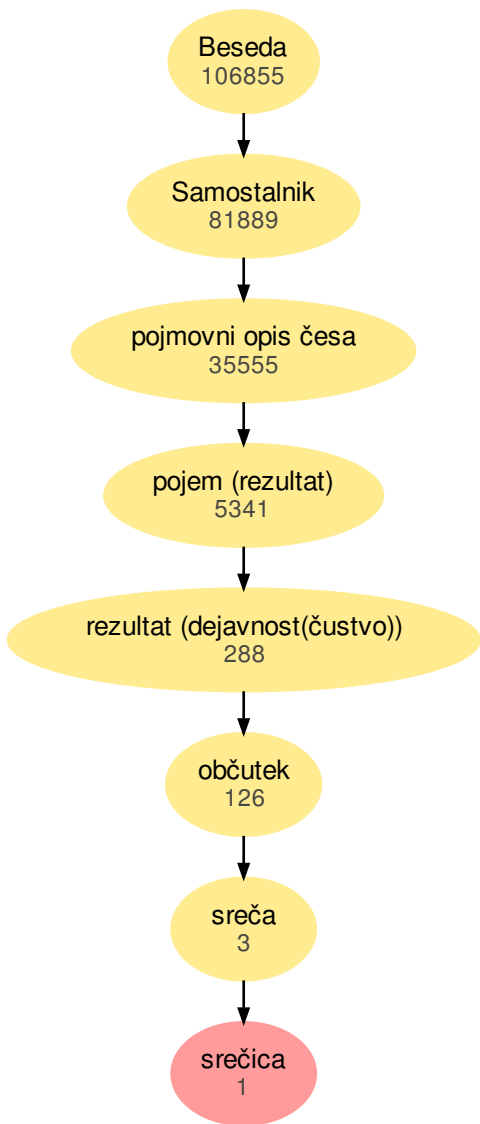 Beseda
106855
Samostalnik
81889
pojmovni opis česa
35555
pojem (rezultat)
5341
rezultat (dejavnost(čustvo))
288
občutek
126
sreča
3
srečica
1